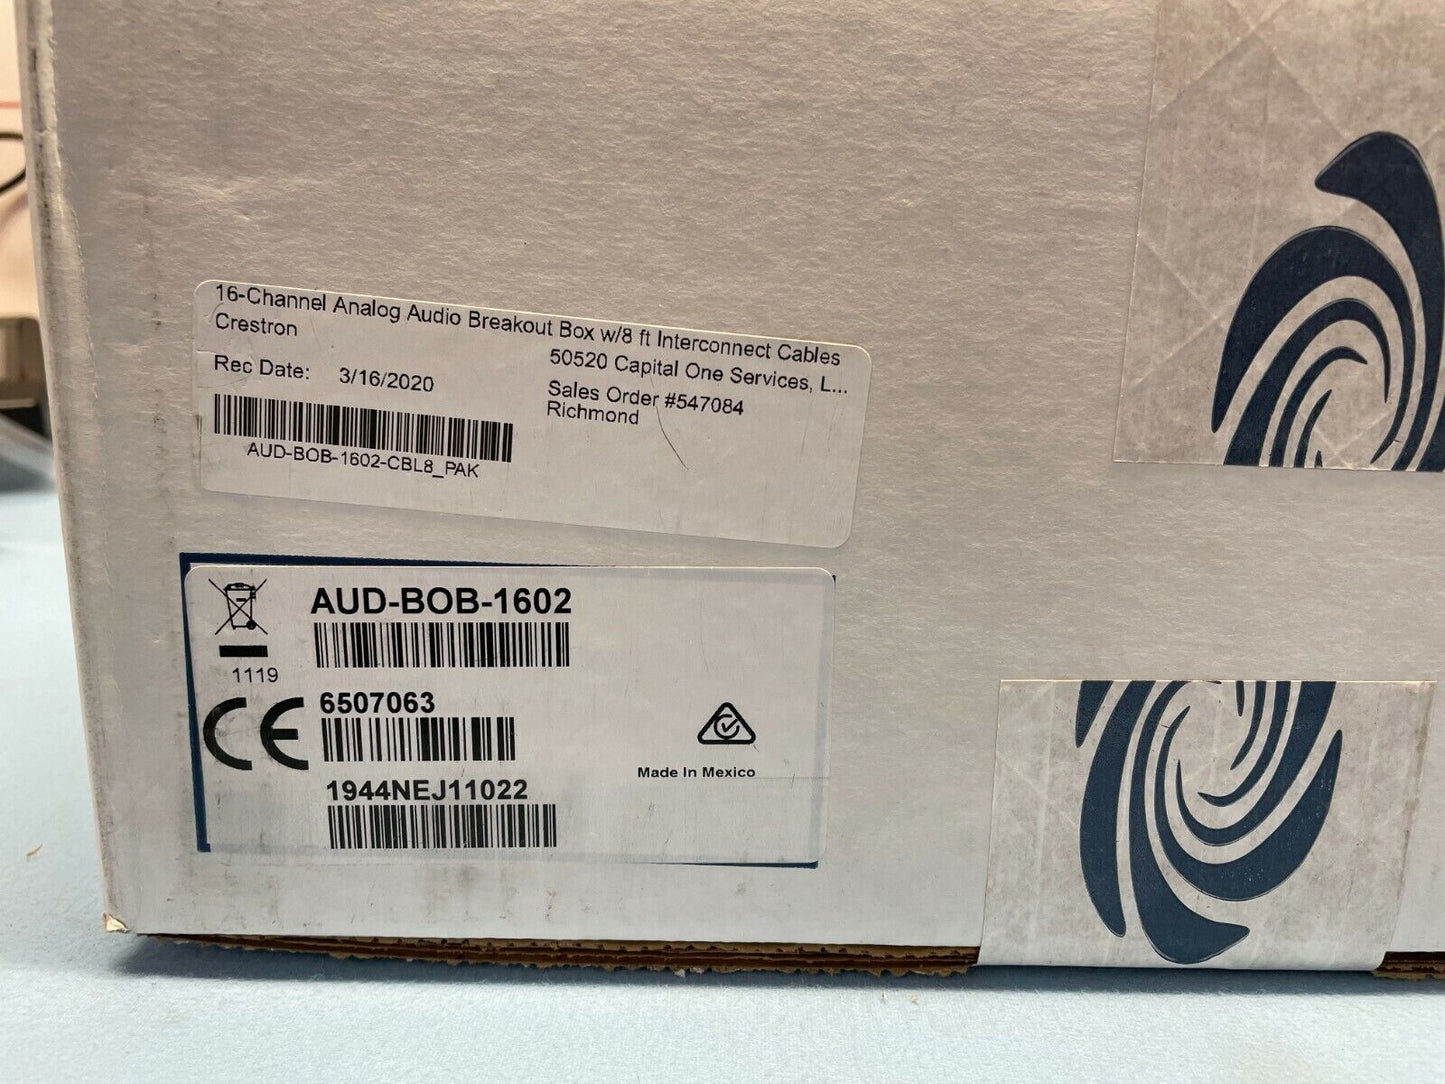 16-Channel Analog Audio Breakout Box w/8 ft Interconnect Cables
Crestron
50520 Capital One Services, L...
Rec Date: 3/16/2020
Sales Order #547084
Richmond
AUD-BOB-1602-CBL8_PAK
AUD-BOB-1602
1119
CE
6507063
Made In Mexico
1944NEJ11022